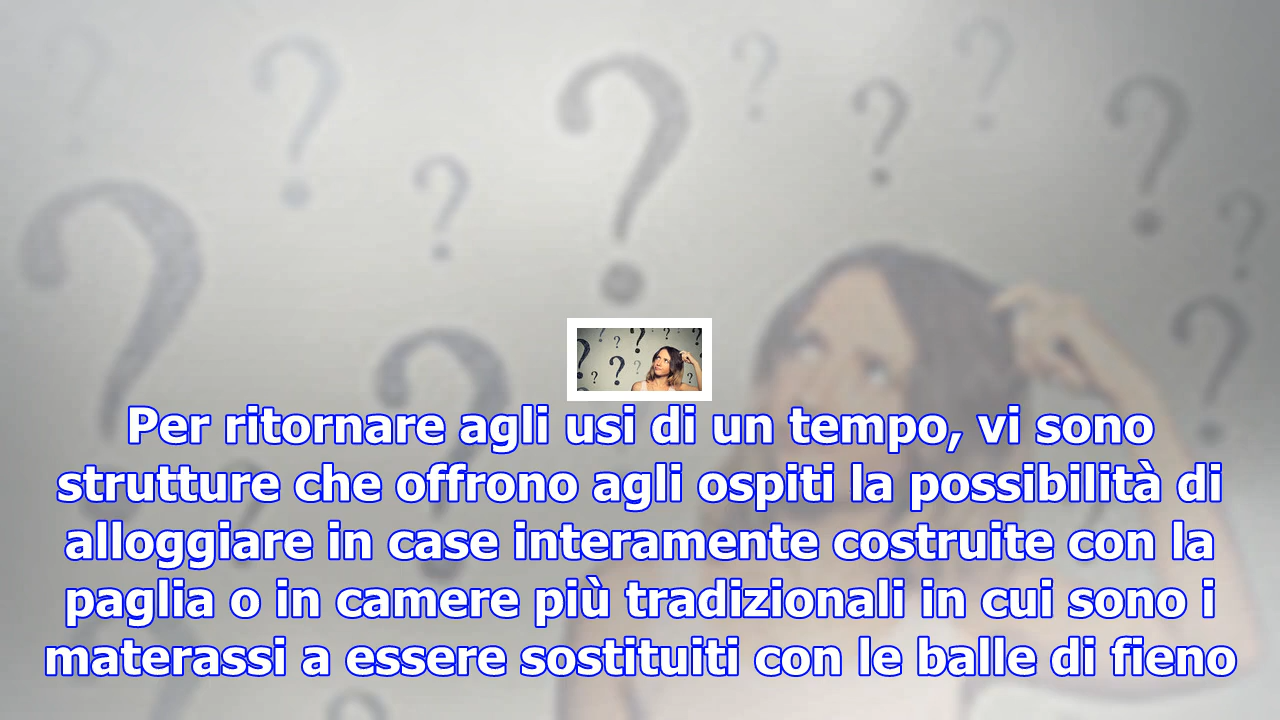 Per ritornare agli usi di un tempo, vi sono
strutture che offrono agli ospiti la possibilità di
alloggiare in case interamente costruite con la
paglia o in camere più tradizionali in cui sono i
materassi a essere sostituiti con le balle di fieno